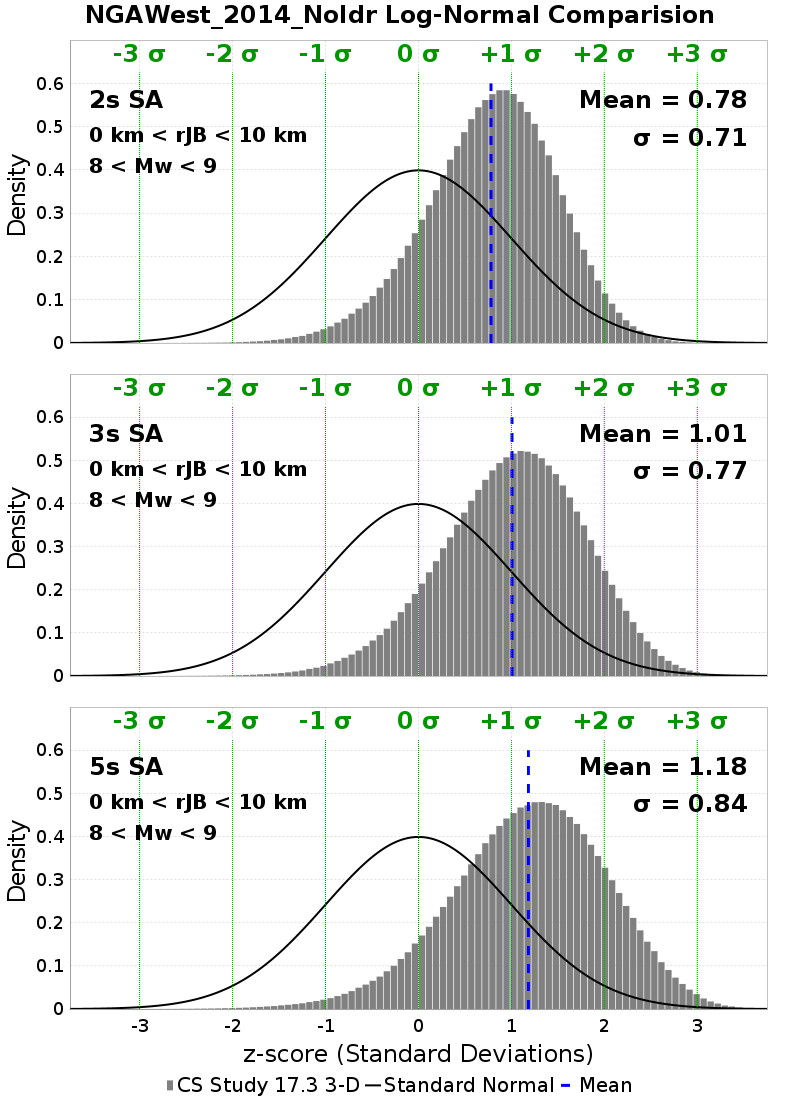 NGAWest_2014_NoIdr Log-Normal Comparision
-3 σ -2 σ -1 σ 0 σ +1 σ +2 σ +3 σ
2s SA
0 km < rJB < 10 km
8 < Mw < 9
Mean = 0.78
σ = 0.71
0.6
0.5
0.4
0.3
0.2
0.1
0
Density
-3 σ -2 σ -1 σ 0 σ +1 σ +2 σ +3 σ
3s SA
0 km < rJB < 10 km
8 < Mw < 9
Mean = 1.01
σ = 0.77
0.6
0.5
0.4
0.3
0.2
0.1
0
Density
-3 σ -2 σ -1 σ 0 σ +1 σ +2 σ +3 σ
5s SA
0 km < rJB < 10 km
8 < Mw < 9
Mean = 1.18
σ = 0.84
0.6
0.5
0.4
0.3
0.2
0.1
0
Density
-3 -2 -1 0 1 2 3
z-score (Standard Deviations)
CS Study 17.3 3-D Standard Normal Mean